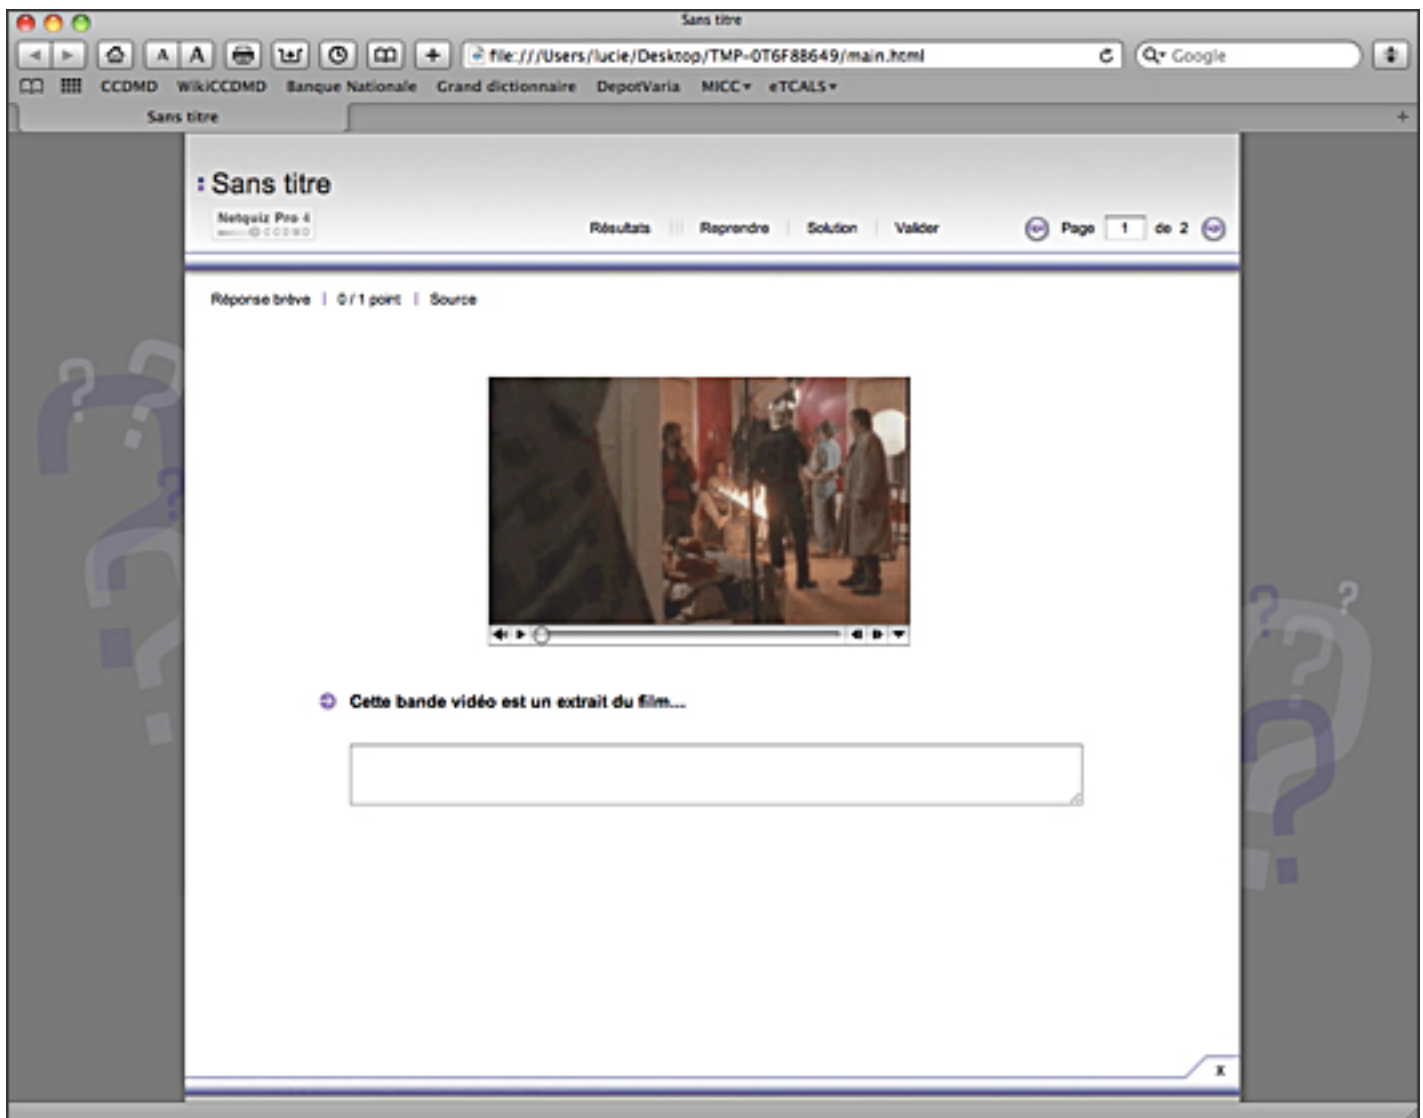 Sans titre
file:///Users/lucie/Desktop/TMP-0T6F88649/main.html
Google
CCDMD WikiCCDMD Banque Nationale Grand dictionnaire DepotVaria MICC eTCALS
Sans titre
Sans titre
Netquiz Pro 4
CCDMD
Résultats Reprendre Solution Valider Page 1 de 2
Réponse brève | 0 / 1 point | Source
Cette bande vidéo est un extrait du film...
X